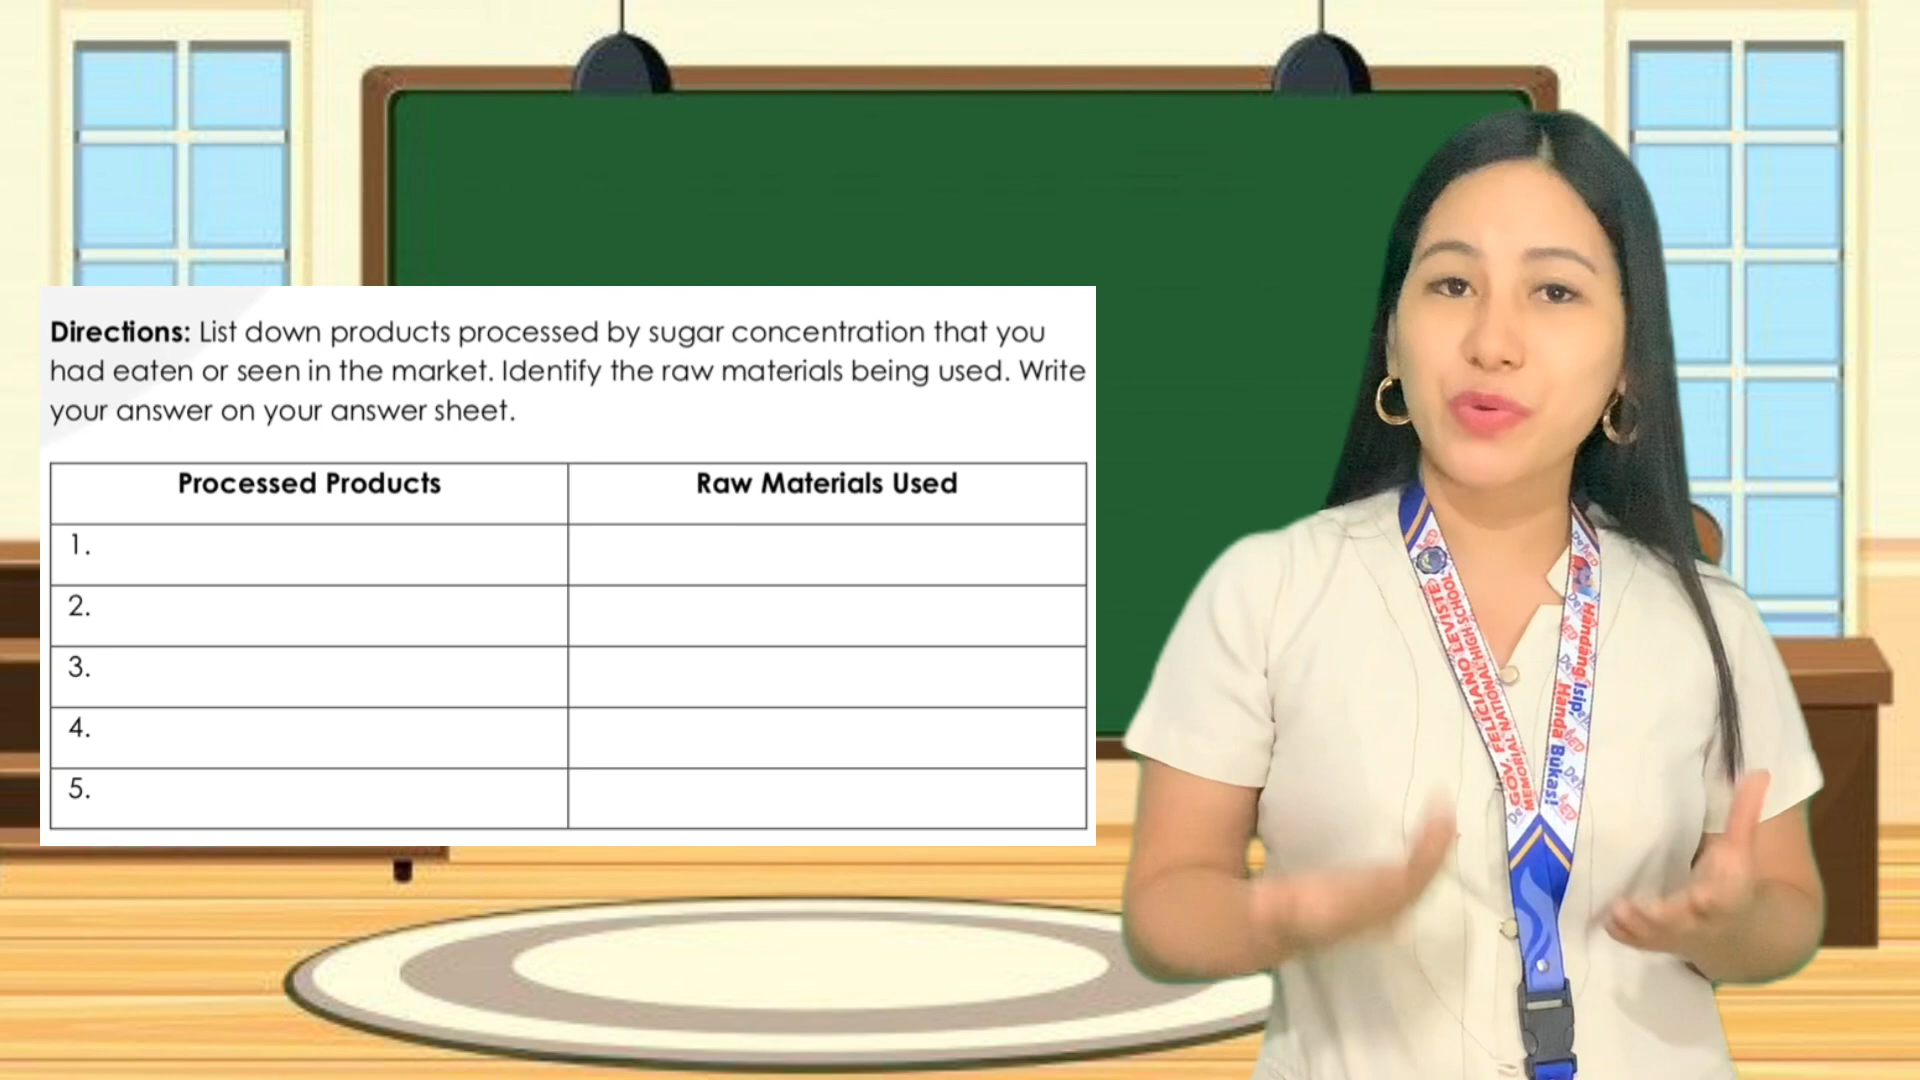 Directions: List down products processed by sugar concentration that you
had eaten or seen in the market. Identify the raw materials being used. Write
your answer on your answer sheet.
Processed Products
Raw Materials Used
1.
2.
3.
4.
5.
GOV. FELICIANO LEVISTE
MEMORIAL NATIONAL HIGH SCHOOL
Handang Isip,
Handa Bukas!
DepED